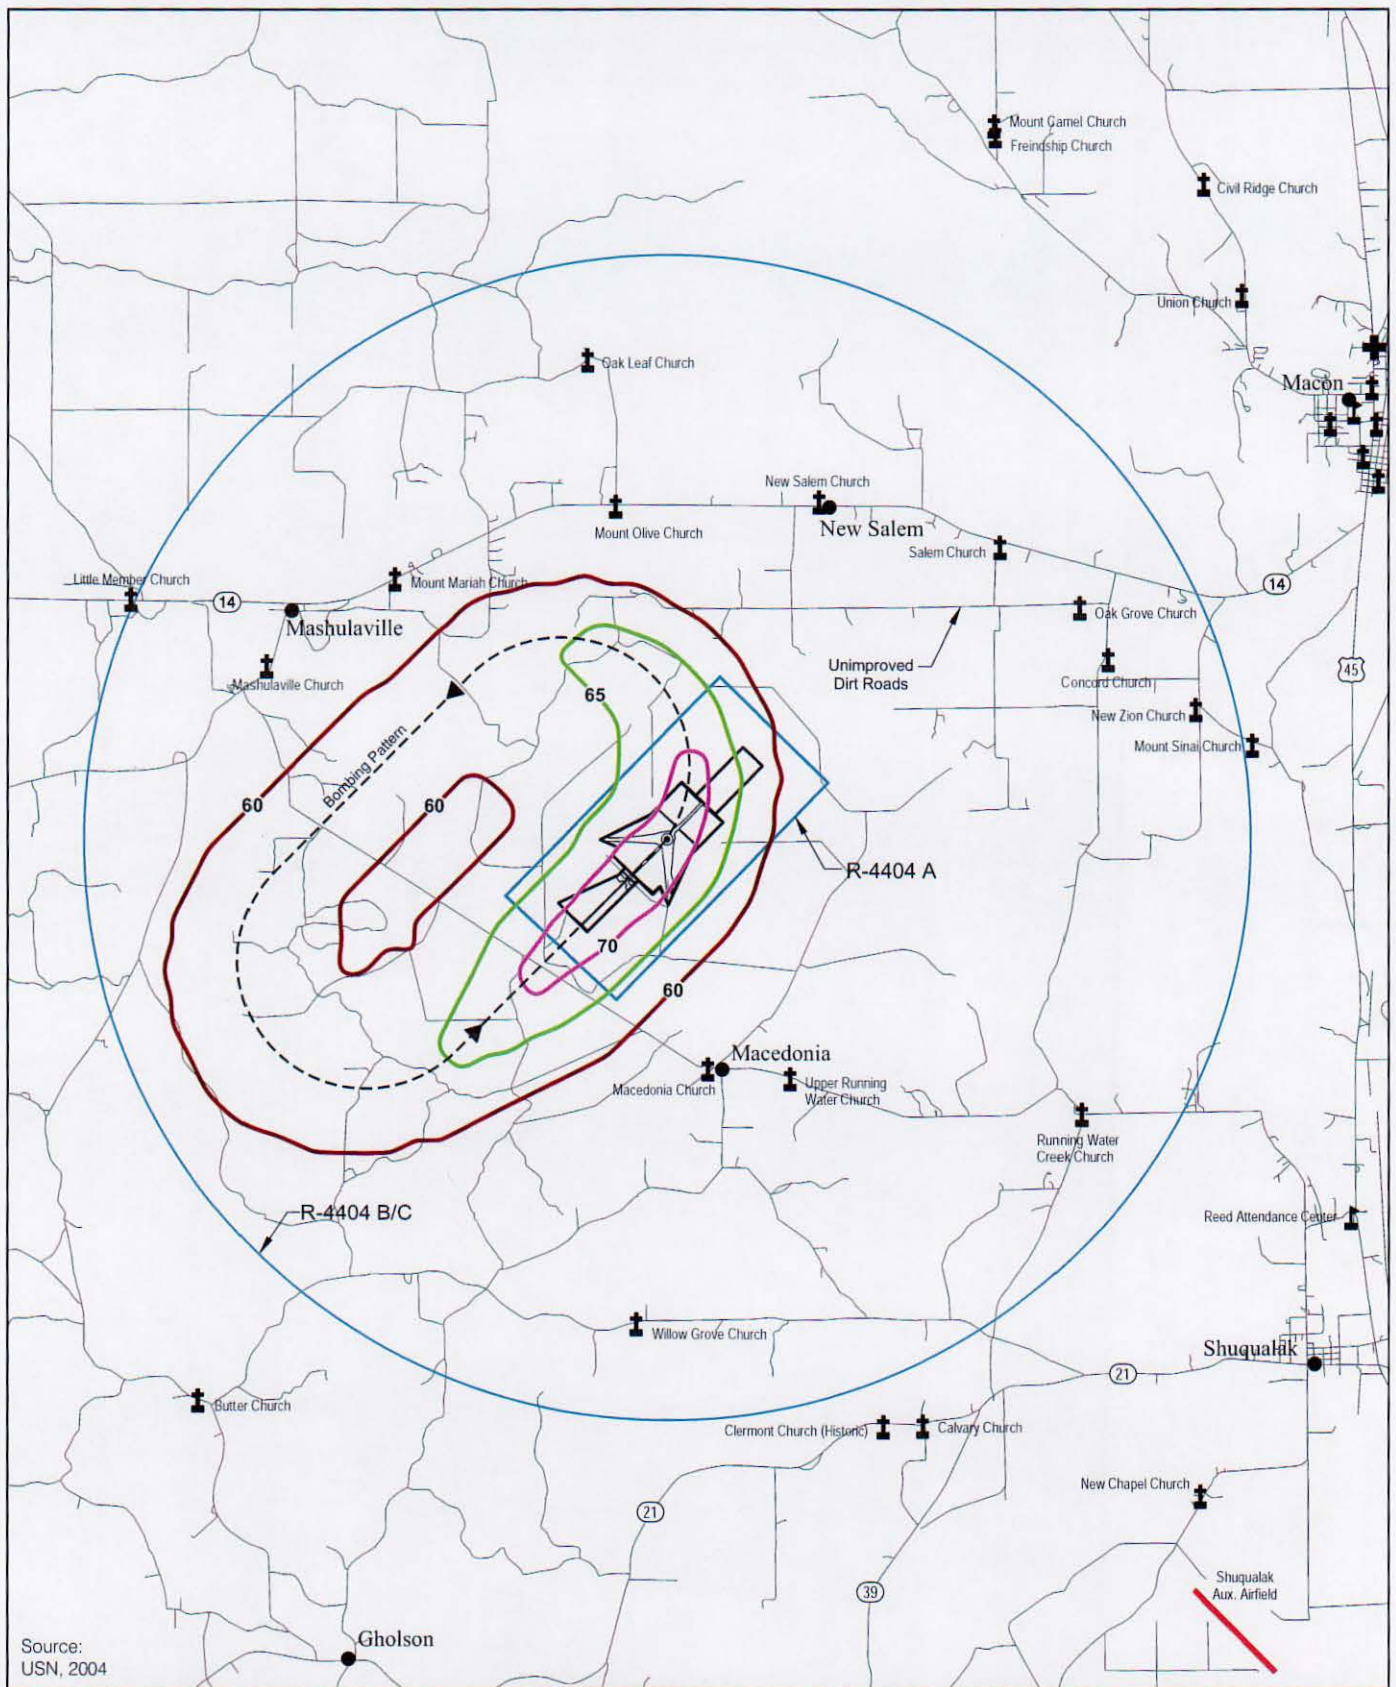 Mount Camel Church
Freindship Church
Civil Ridge Church
Union Church
Oak Leaf Church
Macon
New Salem Church
Mount Olive Church
New Salem
Salem Church
Little Member Church
Mount Mariah Church
14
14
Mashulaville
Oak Grove Church
Unimproved
Dirt Roads
45
Mashulaville Church
Concord Church
65
New Zion Church
Mount Sinai Church
Bombing Pattern
60
60
R-4404 A
70
60
Macedonia
Macedonia Church
Upper Running
Water Church
Running Water
Creek Church
R-4404 B/C
Reed Attendance Center
Willow Grove Church
Shuqualak
21
Butter Church
Clermont Church (Historic)
Calvary Church
New Chapel Church
21
39
Shuqualak
Aux. Airfield
Gholson
Source:
USN, 2004